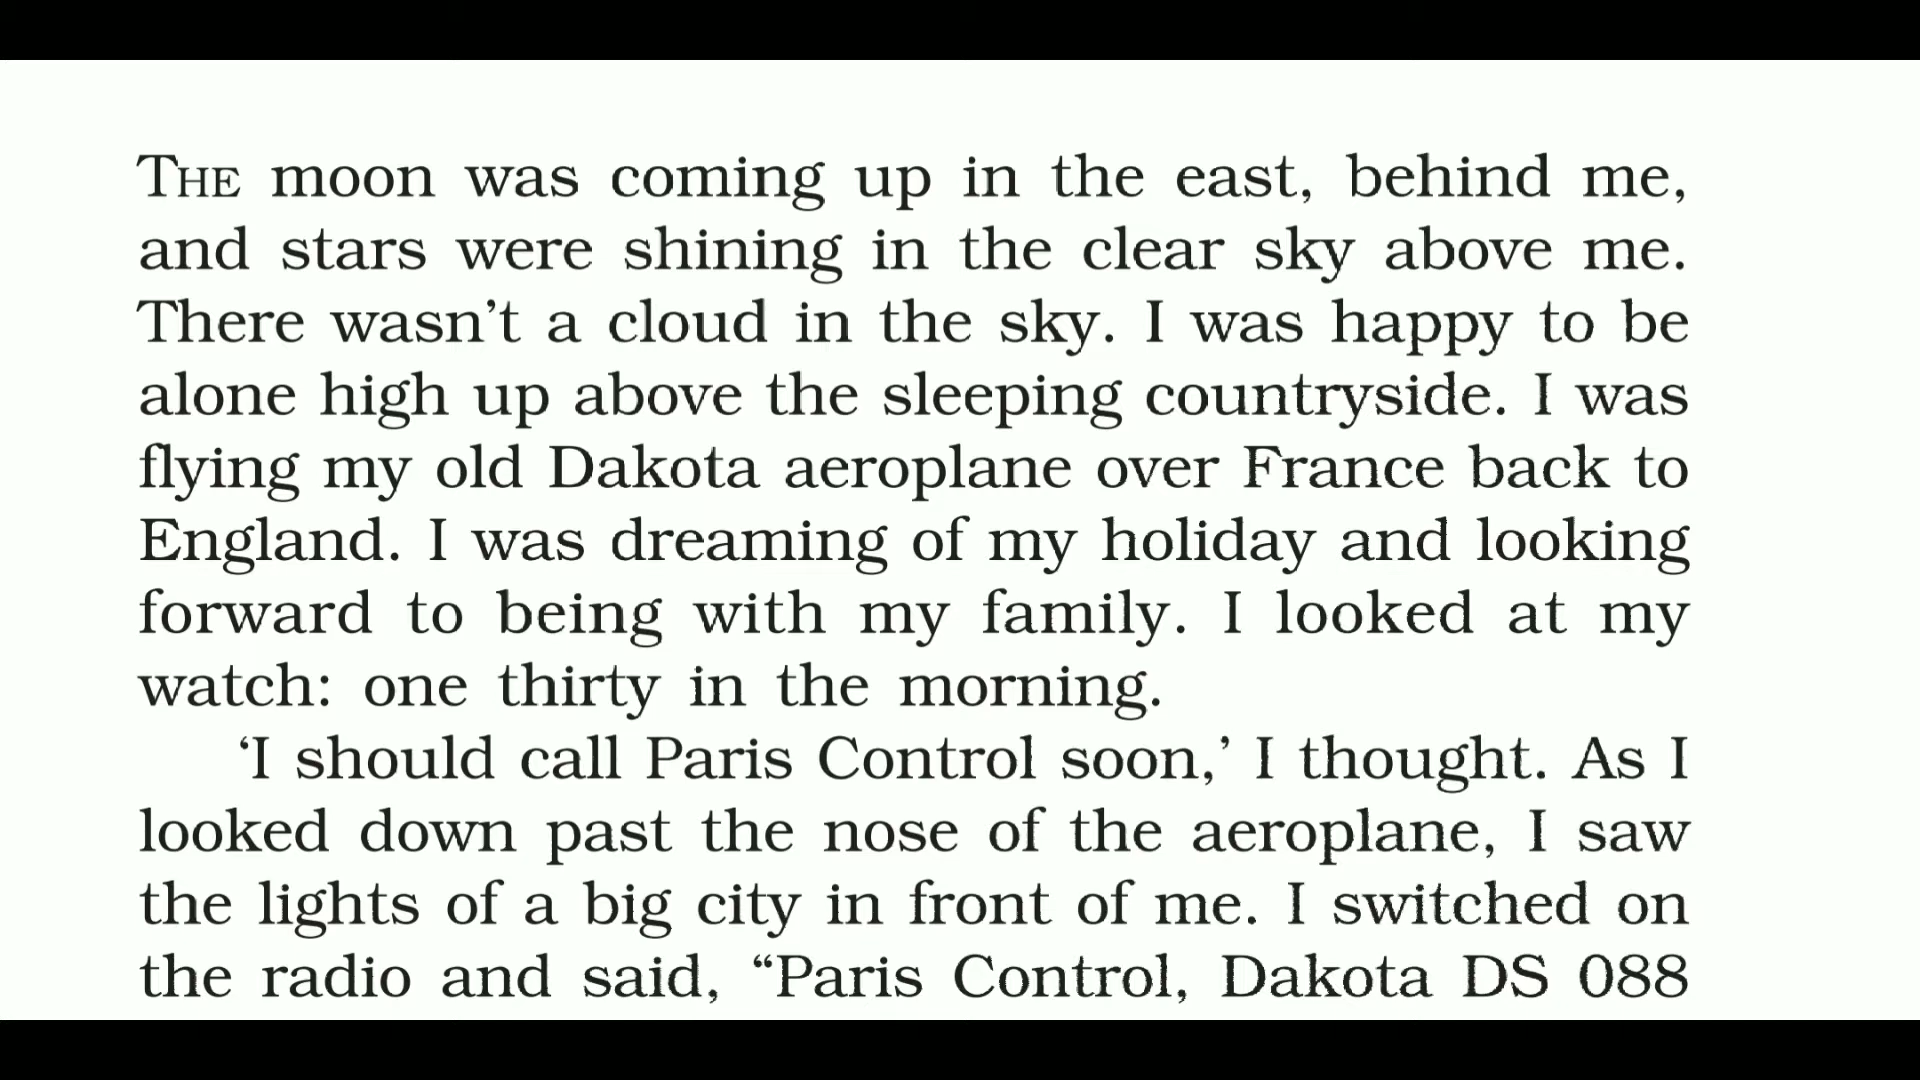 THE moon was coming up in the east, behind me,
and stars were shining in the clear sky above me.
There wasn’t a cloud in the sky. I was happy to be
alone high up above the sleeping countryside. I was
flying my old Dakota aeroplane over France back to
England. I was dreaming of my holiday and looking
forward to being with my family. I looked at my
watch: one thirty in the morning.
‘I should call Paris Control soon,’ I thought. As I
looked down past the nose of the aeroplane, I saw
the lights of a big city in front of me. I switched on
the radio and said, “Paris Control, Dakota DS 088